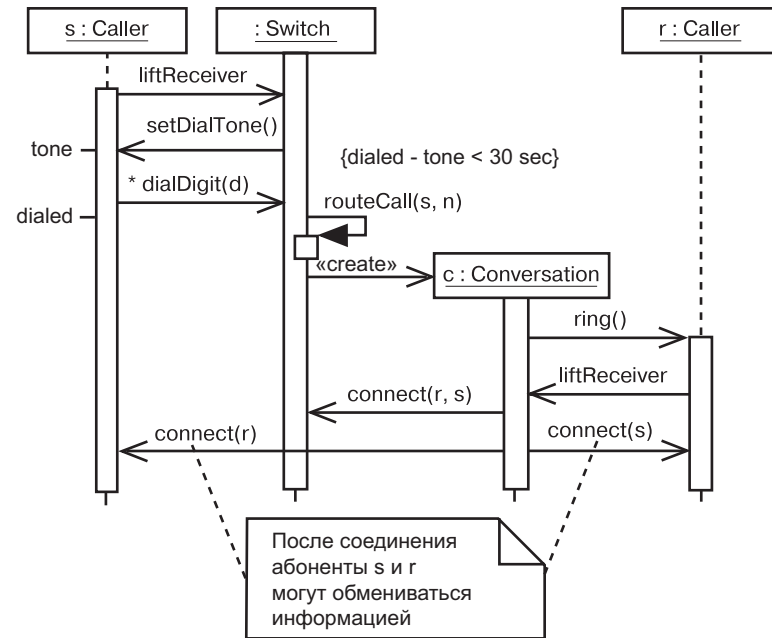 s : Caller
: Switch
r : Caller
liftReceiver
setDialTone()
tone
{dialed - tone < 30 sec}
* dialDigit(d)
routeCall(s, n)
dialed
«create»
c : Conversation
ring()
liftReceiver
connect(r, s)
connect(r)
connect(s)
После соединения
абоненты s и r
могут обмениваться
информацией